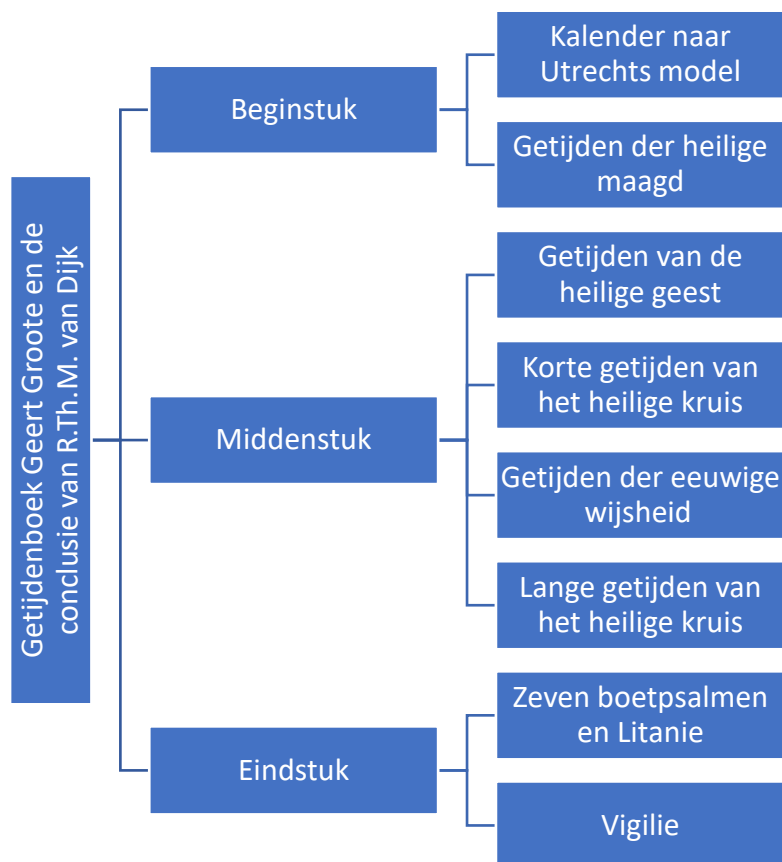 Getijdenboek Geert Groote en de
conclusie van R.Th.M. van Dijk
Beginstuk
Kalender naar
Utrechts model
Getijden der heilige
maagd
Middenstuk
Getijden van de
heilige geest
Korte getijden van
het heilige kruis
Getijden der eeuwige
wijsheid
Lange getijden van
het heilige kruis
Eindstuk
Zeven boetpsalmen
en Litanie
Vigilie